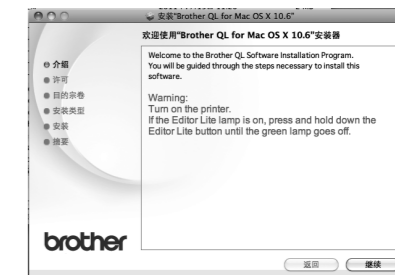 安装"Brother QL for Mac OS X 10.6"
欢迎使用"Brother QL for Mac OS X 10.6"安装器
介绍
许可
目的宗卷
安装类型
安装
摘要
Welcome to the Brother QL Software Installation Program.
You will be guided through the steps necessary to install this
software.
Warning:
Turn on the printer.
If the Editor Lite lamp is on, press and hold down the
Editor Lite button until the green lamp goes off.
brother
返回
继续